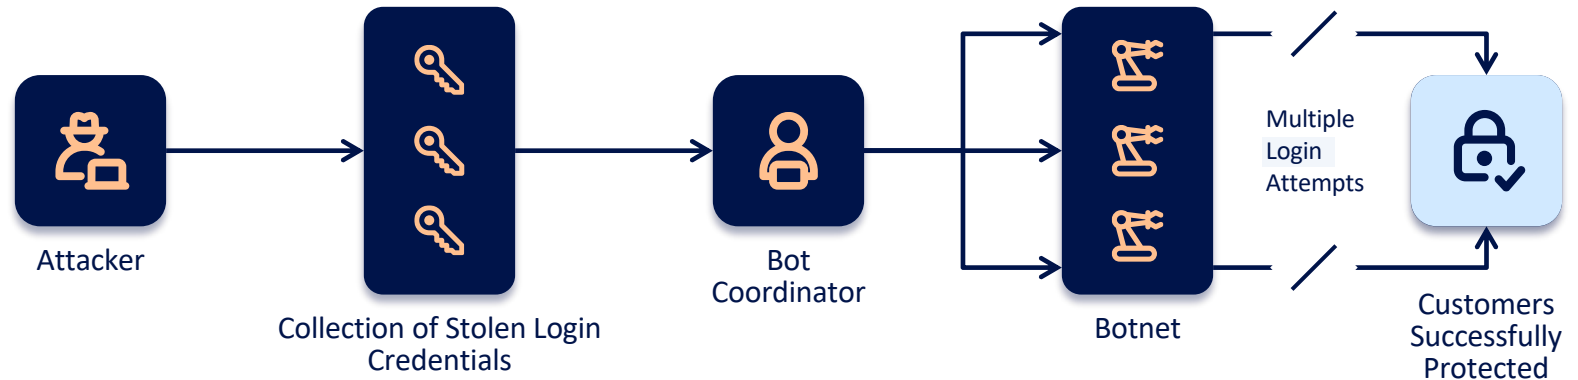 Attacker
Collection of Stolen Login
Credentials
Bot
Coordinator
Botnet
Multiple
Login
Attempts
Customers
Successfully
Protected